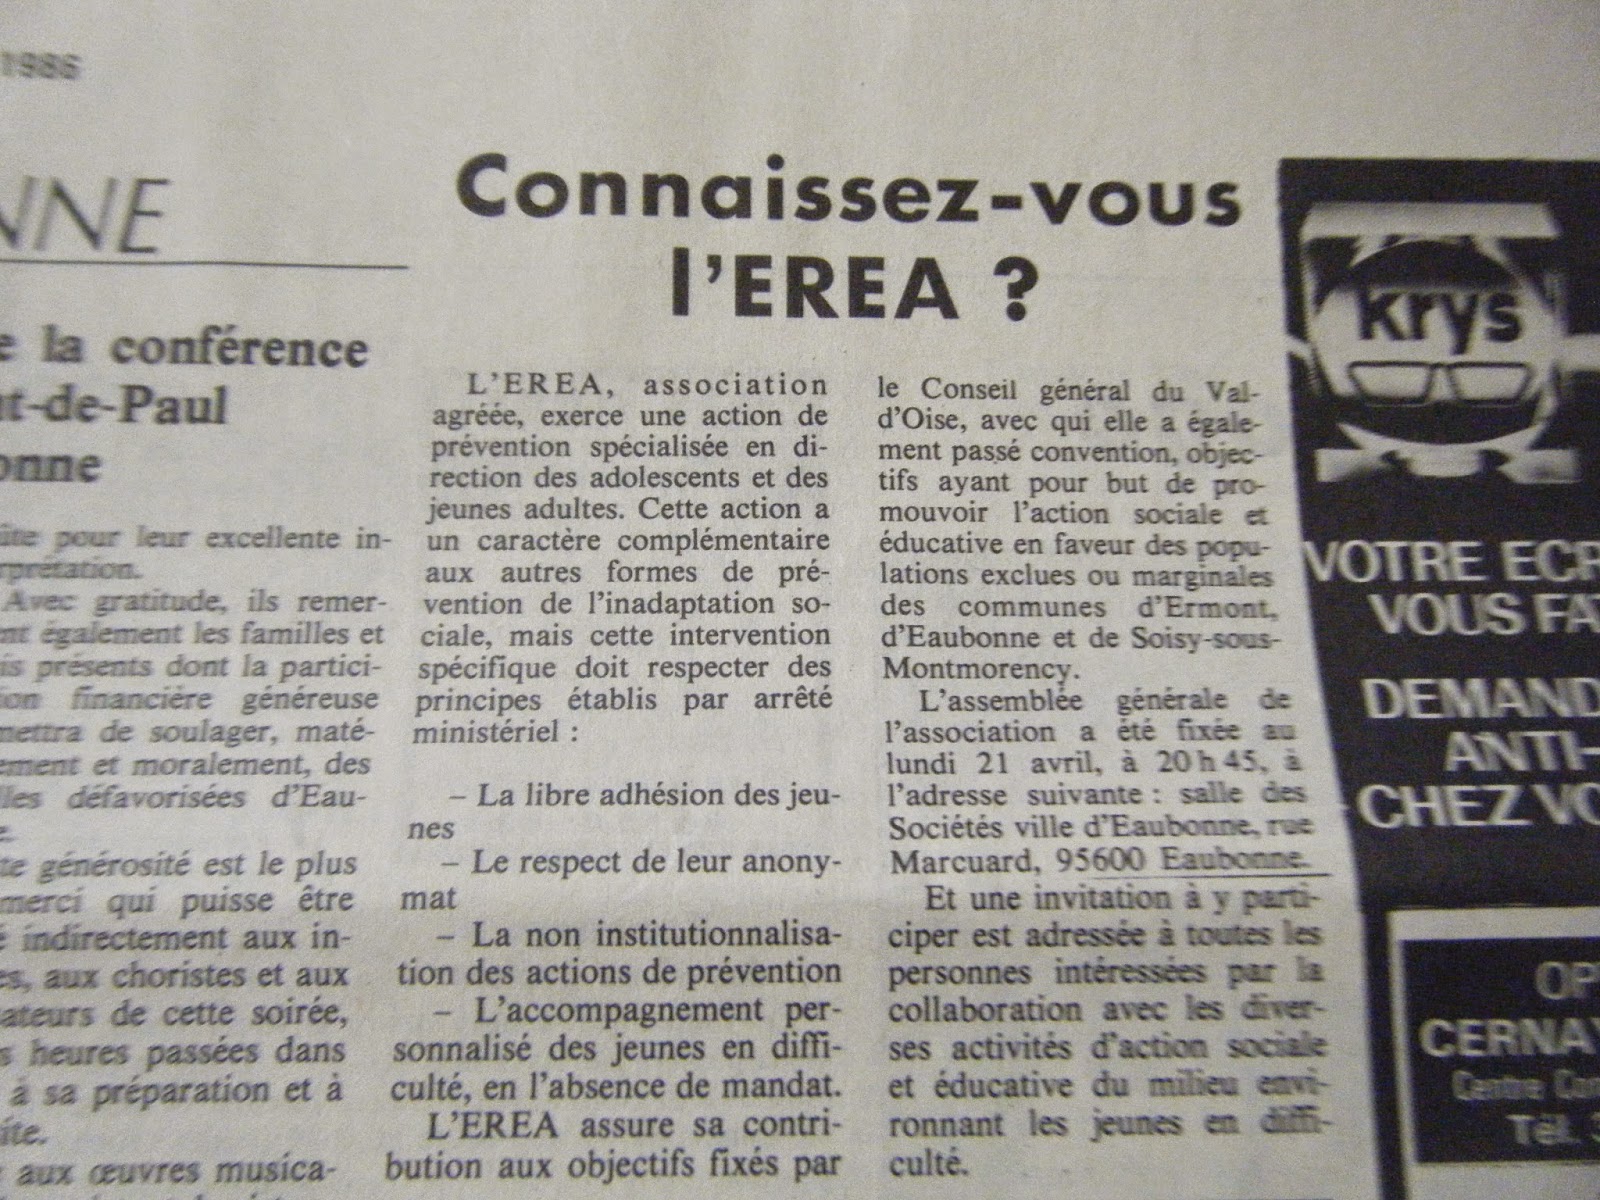 1986
NNE
e la conférence
t-de-Paul
onne
ûte pour leur excellente in-
rprétation.
Avec gratitude, ils remer-
nt également les familles et
is présents dont la partici-
ion financière généreuse
mettra de soulager, maté-
ement et moralement, des
lles défavorisées d'Eau-
e.
te générosité est le plus
merci qui puisse être
é indirectement aux in-
es, aux choristes et aux
ateurs de cette soirée,
s heures passées dans
à sa préparation et à
ite.
aux œuvres musica-
Connaissez-vous
l'EREA ?
L'EREA, association
agréée, exerce une action de
prévention spécialisée en di-
rection des adolescents et des
jeunes adultes. Cette action a
un caractère complémentaire
aux autres formes de pré-
vention de l'inadaptation so-
ciale, mais cette intervention
spécifique doit respecter des
principes établis par arrêté
ministériel :
– La libre adhésion des jeu-
nes
– Le respect de leur anony-
mat
– La non institutionnalisa-
tion des actions de prévention
– L'accompagnement per-
sonnalisé des jeunes en diffi-
culté, en l'absence de mandat.
L'EREA assure sa contri-
bution aux objectifs fixés par
le Conseil général du Val-
d'Oise, avec qui elle a égale-
ment passé convention, objec-
tifs ayant pour but de pro-
mouvoir l'action sociale et
éducative en faveur des popu-
lations exclues ou marginales
des communes d'Ermont,
d'Eaubonne et de Soisy-sous-
Montmorency.
L'assemblée générale de
l'association a été fixée au
lundi 21 avril, à 20 h 45, à
l'adresse suivante : salle des
Sociétés ville d'Eaubonne, rue
Marcuard, 95600 Eaubonne.
Et une invitation à y parti-
ciper est adressée à toutes les
personnes intéressées par la
collaboration avec les diver-
ses activités d'action sociale
et éducative du milieu envi-
ronnant les jeunes en diffi-
culté.
krys
VOTRE ECR
VOUS FA
DEMAND
ANTI-
CHEZ VO
OP
CERNAY
Centre Co
Tél. 3